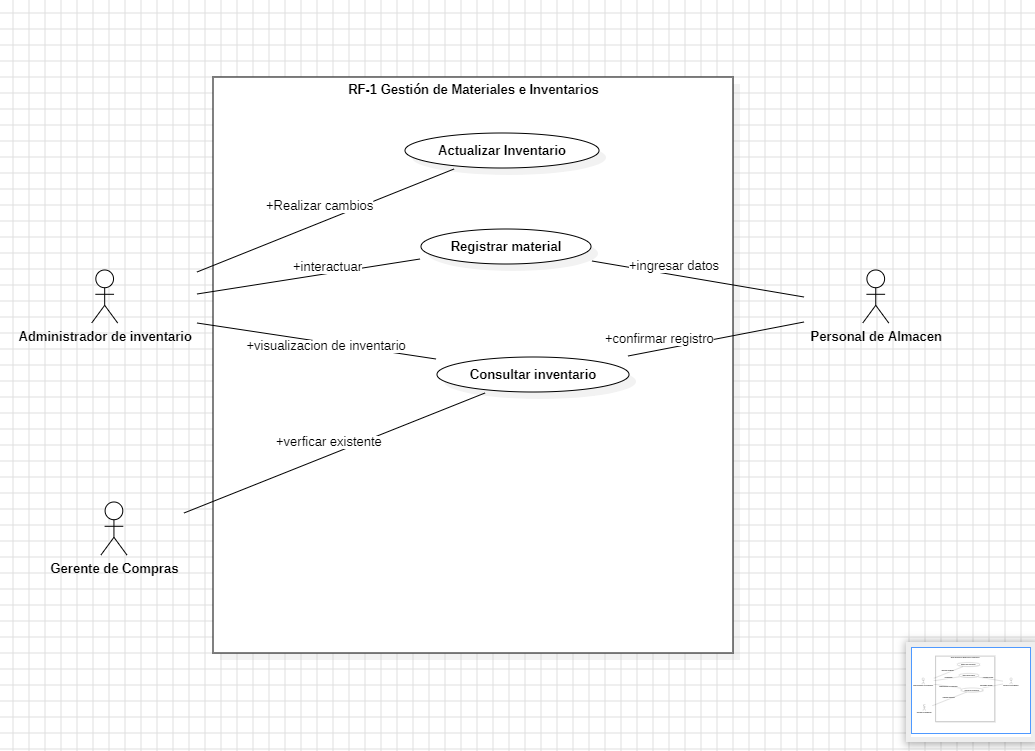 RF-1 Gestión de Materiales e Inventarios
Actualizar Inventario
+Realizar cambios
Registrar material
+interactuar
+ingresar datos
Administrador de inventario
Personal de Almacen
+visualizacion de inventario
+confirmar registro
Consultar inventario
+verficar existente
Gerente de Compras